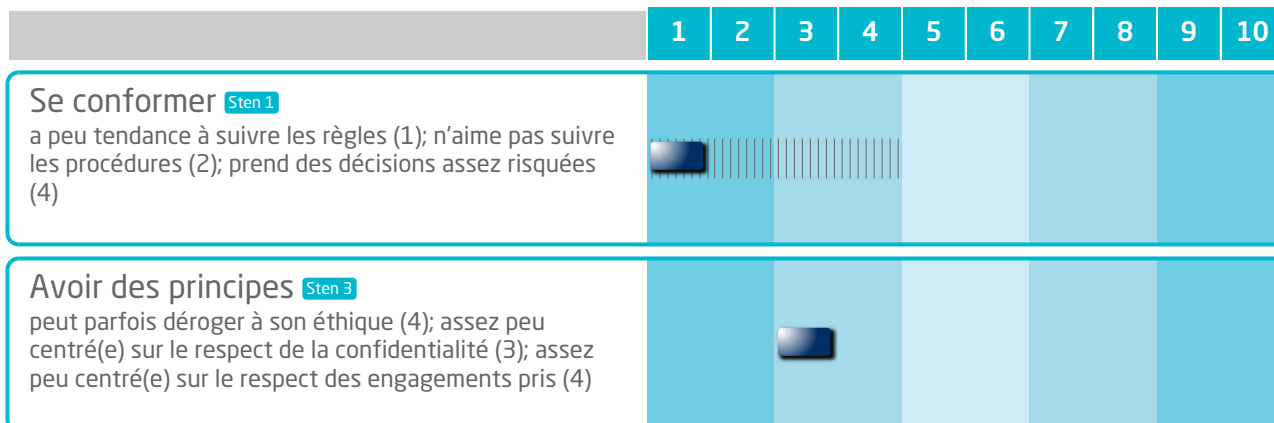 1 2 3 4 5 6 7 8 9 10
Se conformer Sten 1
a peu tendance à suivre les règles (1); n'aime pas suivre
les procédures (2); prend des décisions assez risquées
(4)
Avoir des principes Sten 3
peut parfois déroger à son éthique (4); assez peu
centré(e) sur le respect de la confidentialité (3); assez
peu centré(e) sur le respect des engagements pris (4)